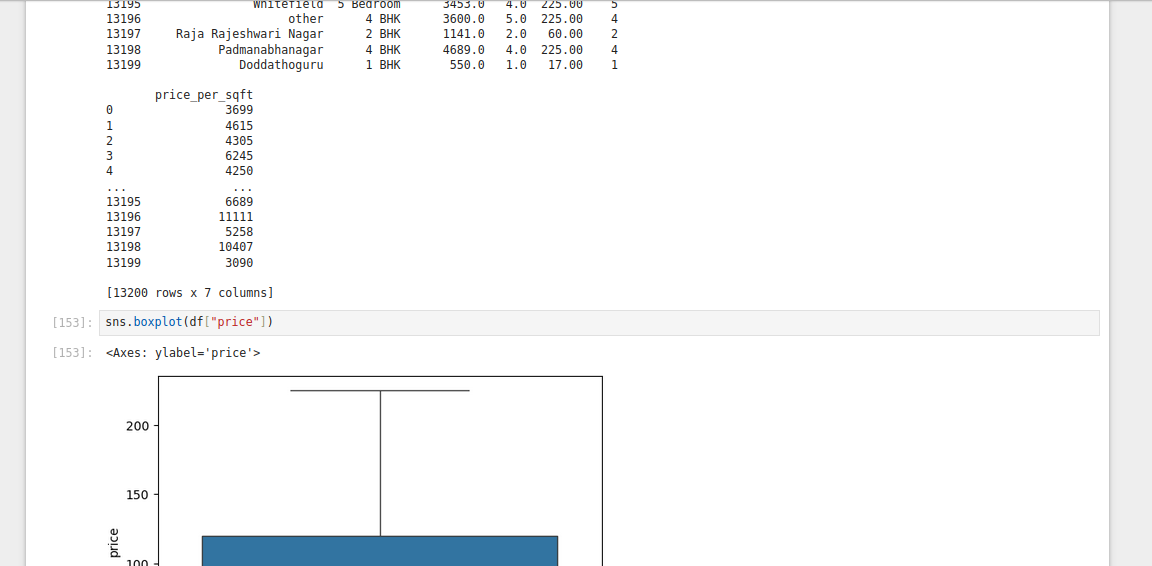 13195 Whitefield 5 Bedroom 3453.0 4.0 225.00 5
13196 other 4 BHK 3600.0 5.0 225.00 4
13197 Raja Rajeshwari Nagar 2 BHK 1141.0 2.0 60.00 2
13198 Padmanabhanagar 4 BHK 4689.0 4.0 225.00 4
13199 Doddathoguru 1 BHK 550.0 1.0 17.00 1
price_per_sqft
0 3699
1 4615
2 4305
3 6245
4 4250
... ...
13195 6689
13196 11111
13197 5258
13198 10407
13199 3090
[13200 rows x 7 columns]
[153]: sns.boxplot(df["price"])
[153]: <Axes: ylabel='price'>
200
150
price
100